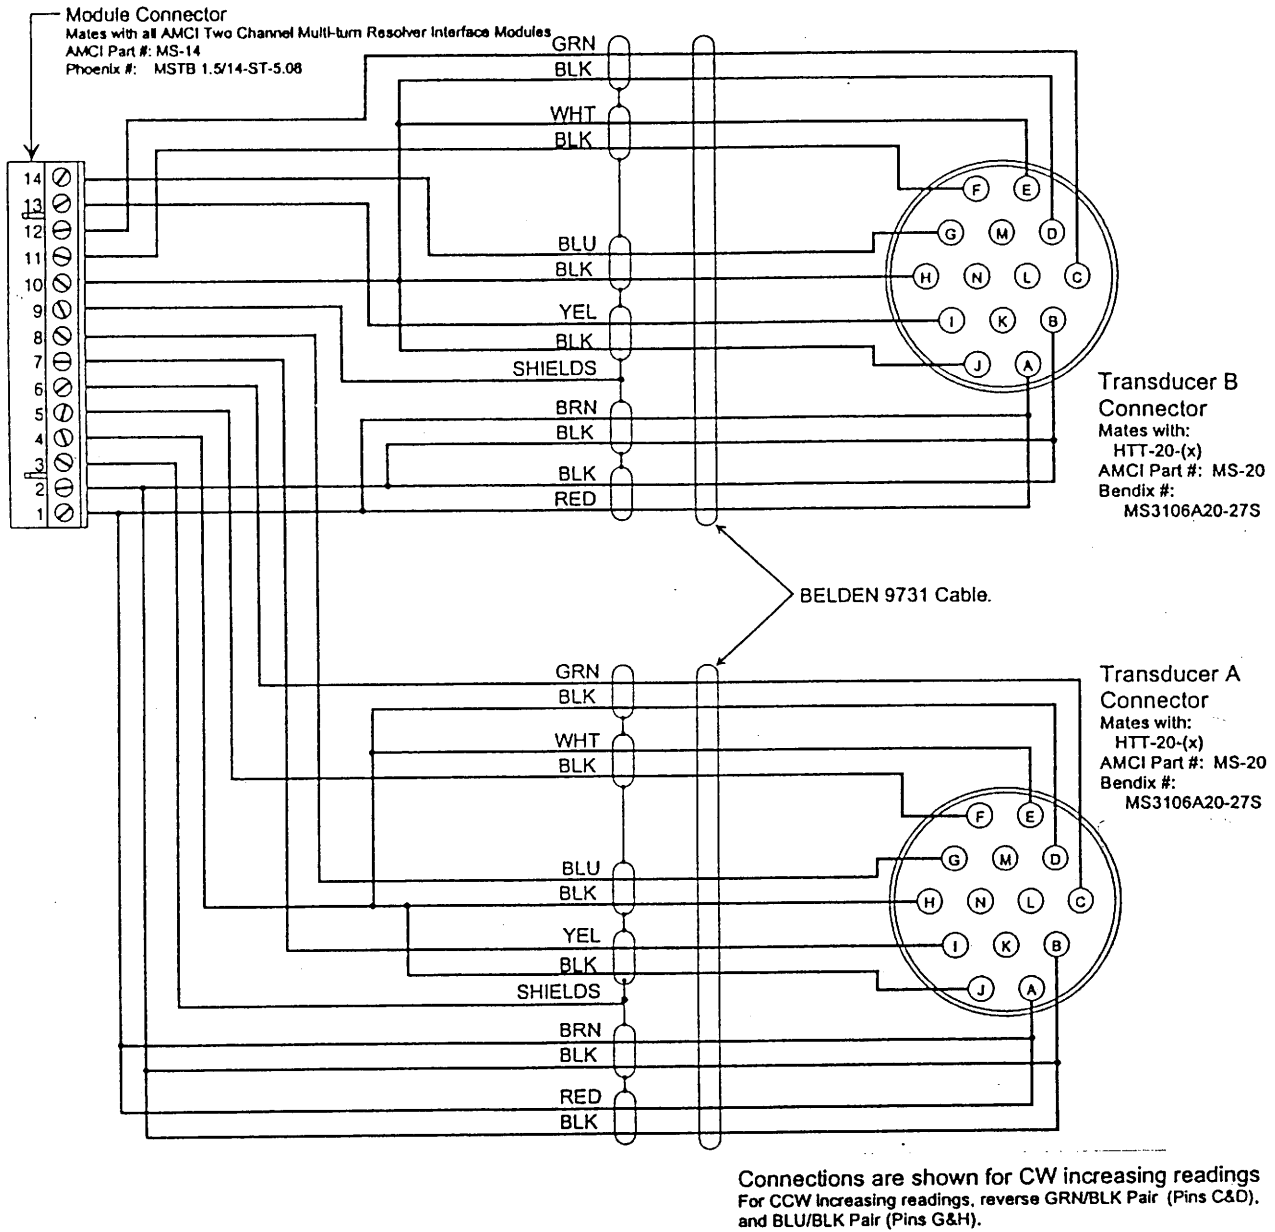 Module Connector
Mates with all AMCI Two Channel Multi-turn Resolver Interface Modules
AMCI Part #: MS-14
Phoenix #: MSTB 1.5/14-ST-5.08
GRN
BLK
WHT
BLK
14
13
12
11
10
9
8
7
6
5
4
3
2
1
BLU
BLK
YEL
BLK
SHIELDS
BRN
BLK
BLK
RED
F
E
G
M
D
H
N
L
C
I
K
B
J
A
Transducer B
Connector
Mates with:
HTT-20-(x)
AMCI Part #: MS-20
Bendix #:
MS3106A20-27S
BELDEN 9731 Cable.
GRN
BLK
WHT
BLK
BLU
BLK
YEL
BLK
SHIELDS
BRN
BLK
RED
BLK
Transducer A
Connector
Mates with:
HTT-20-(x)
AMCI Part #: MS-20
Bendix #:
MS3106A20-27S
F
E
G
M
D
H
N
L
C
I
K
B
J
A
Connections are shown for CW increasing readings
For CCW Increasing readings, reverse GRN/BLK Pair (Pins C&D),
and BLU/BLK Pair (Pins G&H).